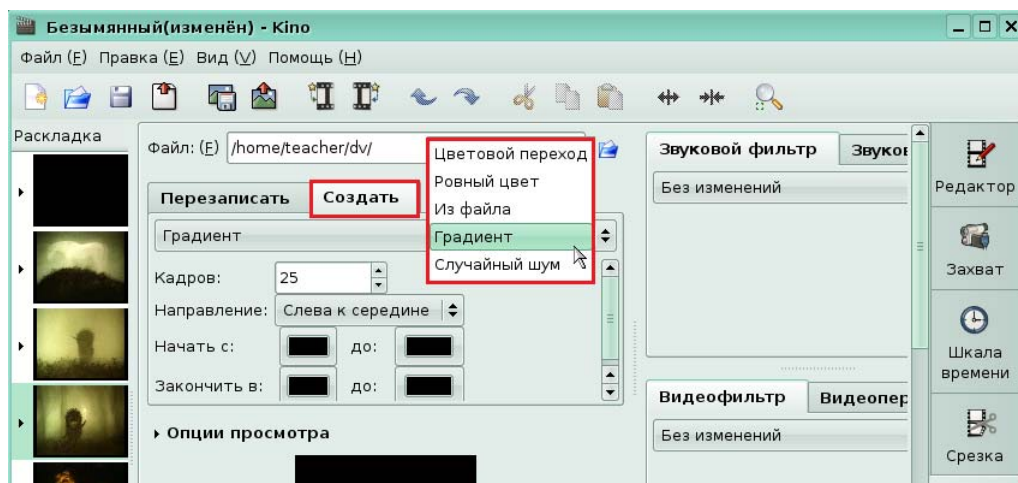 Безымянный(изменён) - Kino
Файл (F) Правка (E) Вид (V) Помощь (H)
Раскладка
Файл: (F) /home/teacher/dv/
Перезаписать Создать
Градиент
Цветовой переход
Ровный цвет
Из файла
Градиент
Случайный шум
Кадров: 25
Направление: Слева к середине
Начать с: до:
Закончить в: до:
Опции просмотра
Звуковой фильтр Звуков
Без изменений
Видеофильтр Видеопер
Без изменений
Редактор
Захват
Шкала
времени
Срезка